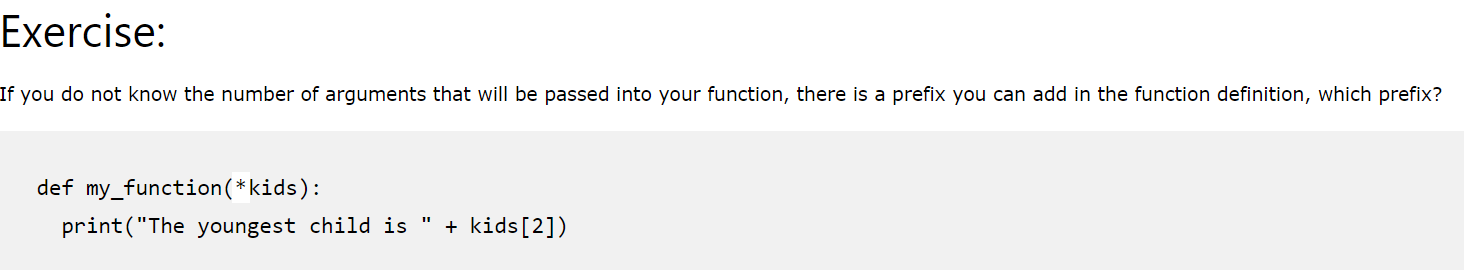 Exercise:
If you do not know the number of arguments that will be passed into your function, there is a prefix you can add in the function definition, which prefix?
def my_function(*kids):
  print("The youngest child is " + kids[2])